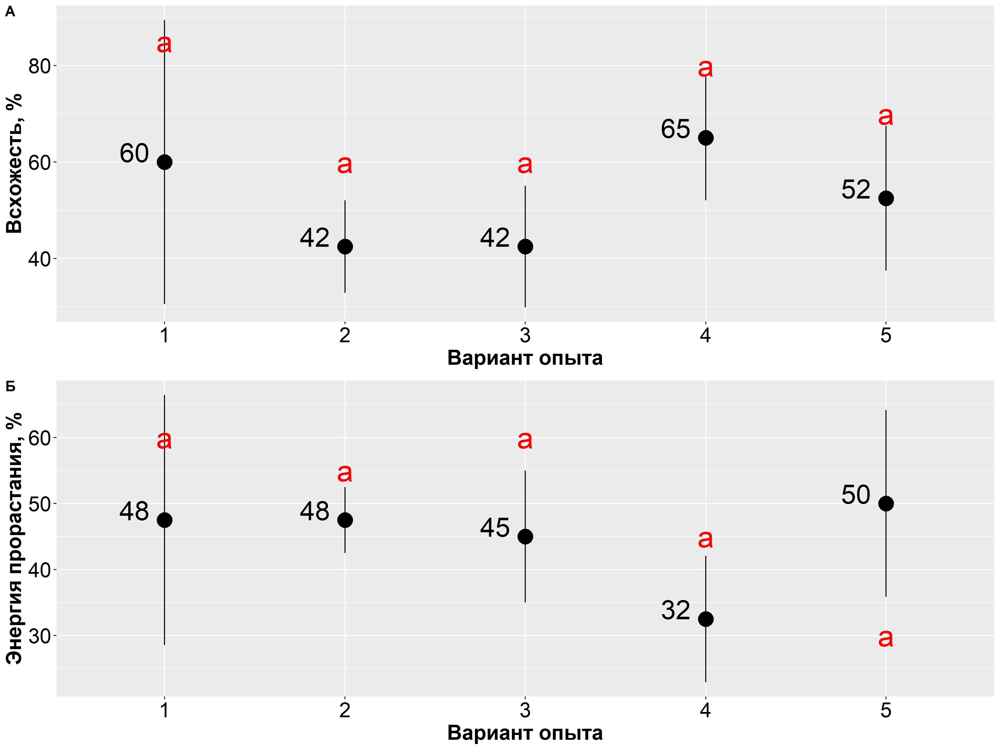 А
Всхожесть, %
80
60
40
a
a
a
a
a
60
42
42
65
52
1 2 3 4 5
Вариант опыта
Б
Энергия прорастания, %
60
50
40
30
a
a
a
a
a
48
48
45
32
50
1 2 3 4 5
Вариант опыта